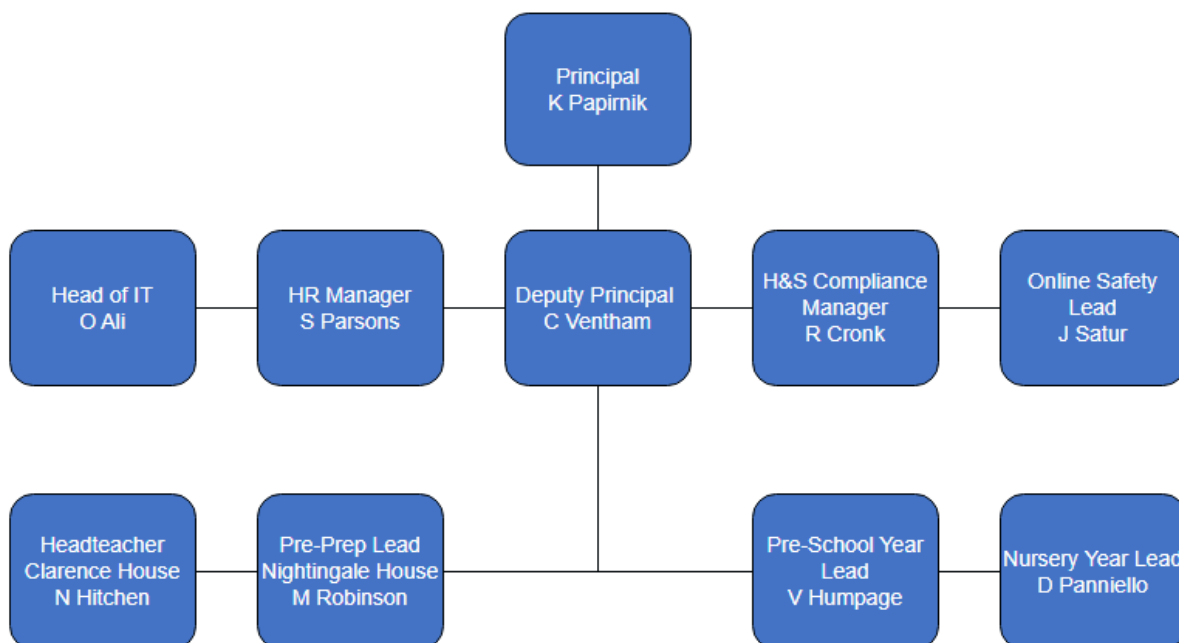 Principal
K Papirnik
Head of IT
O Ali
HR Manager
S Parsons
Deputy Principal
C Ventham
H&S Compliance
Manager
R Cronk
Online Safety
Lead
J Satur
Headteacher
Clarence House
N Hitchen
Pre-Prep Lead
Nightingale House
M Robinson
Pre-School Year
Lead
V Humpage
Nursery Year Lead
D Panniello